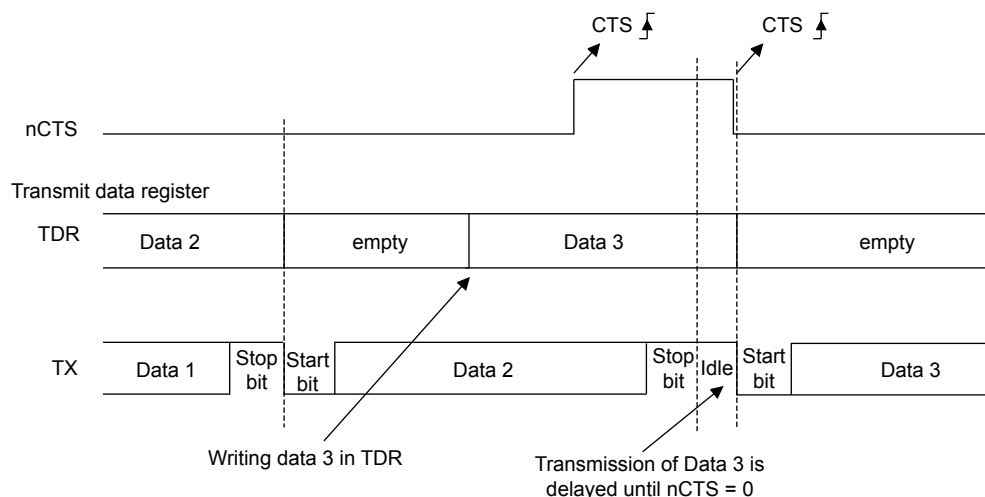 CTS CTS
nCTS
Transmit data register
TDR Data 2 empty Data 3 empty
TX Data 1 Stop bit Start bit Data 2 Stop bit Idle Start bit Data 3
Writing data 3 in TDR
Transmission of Data 3 is
delayed until nCTS = 0